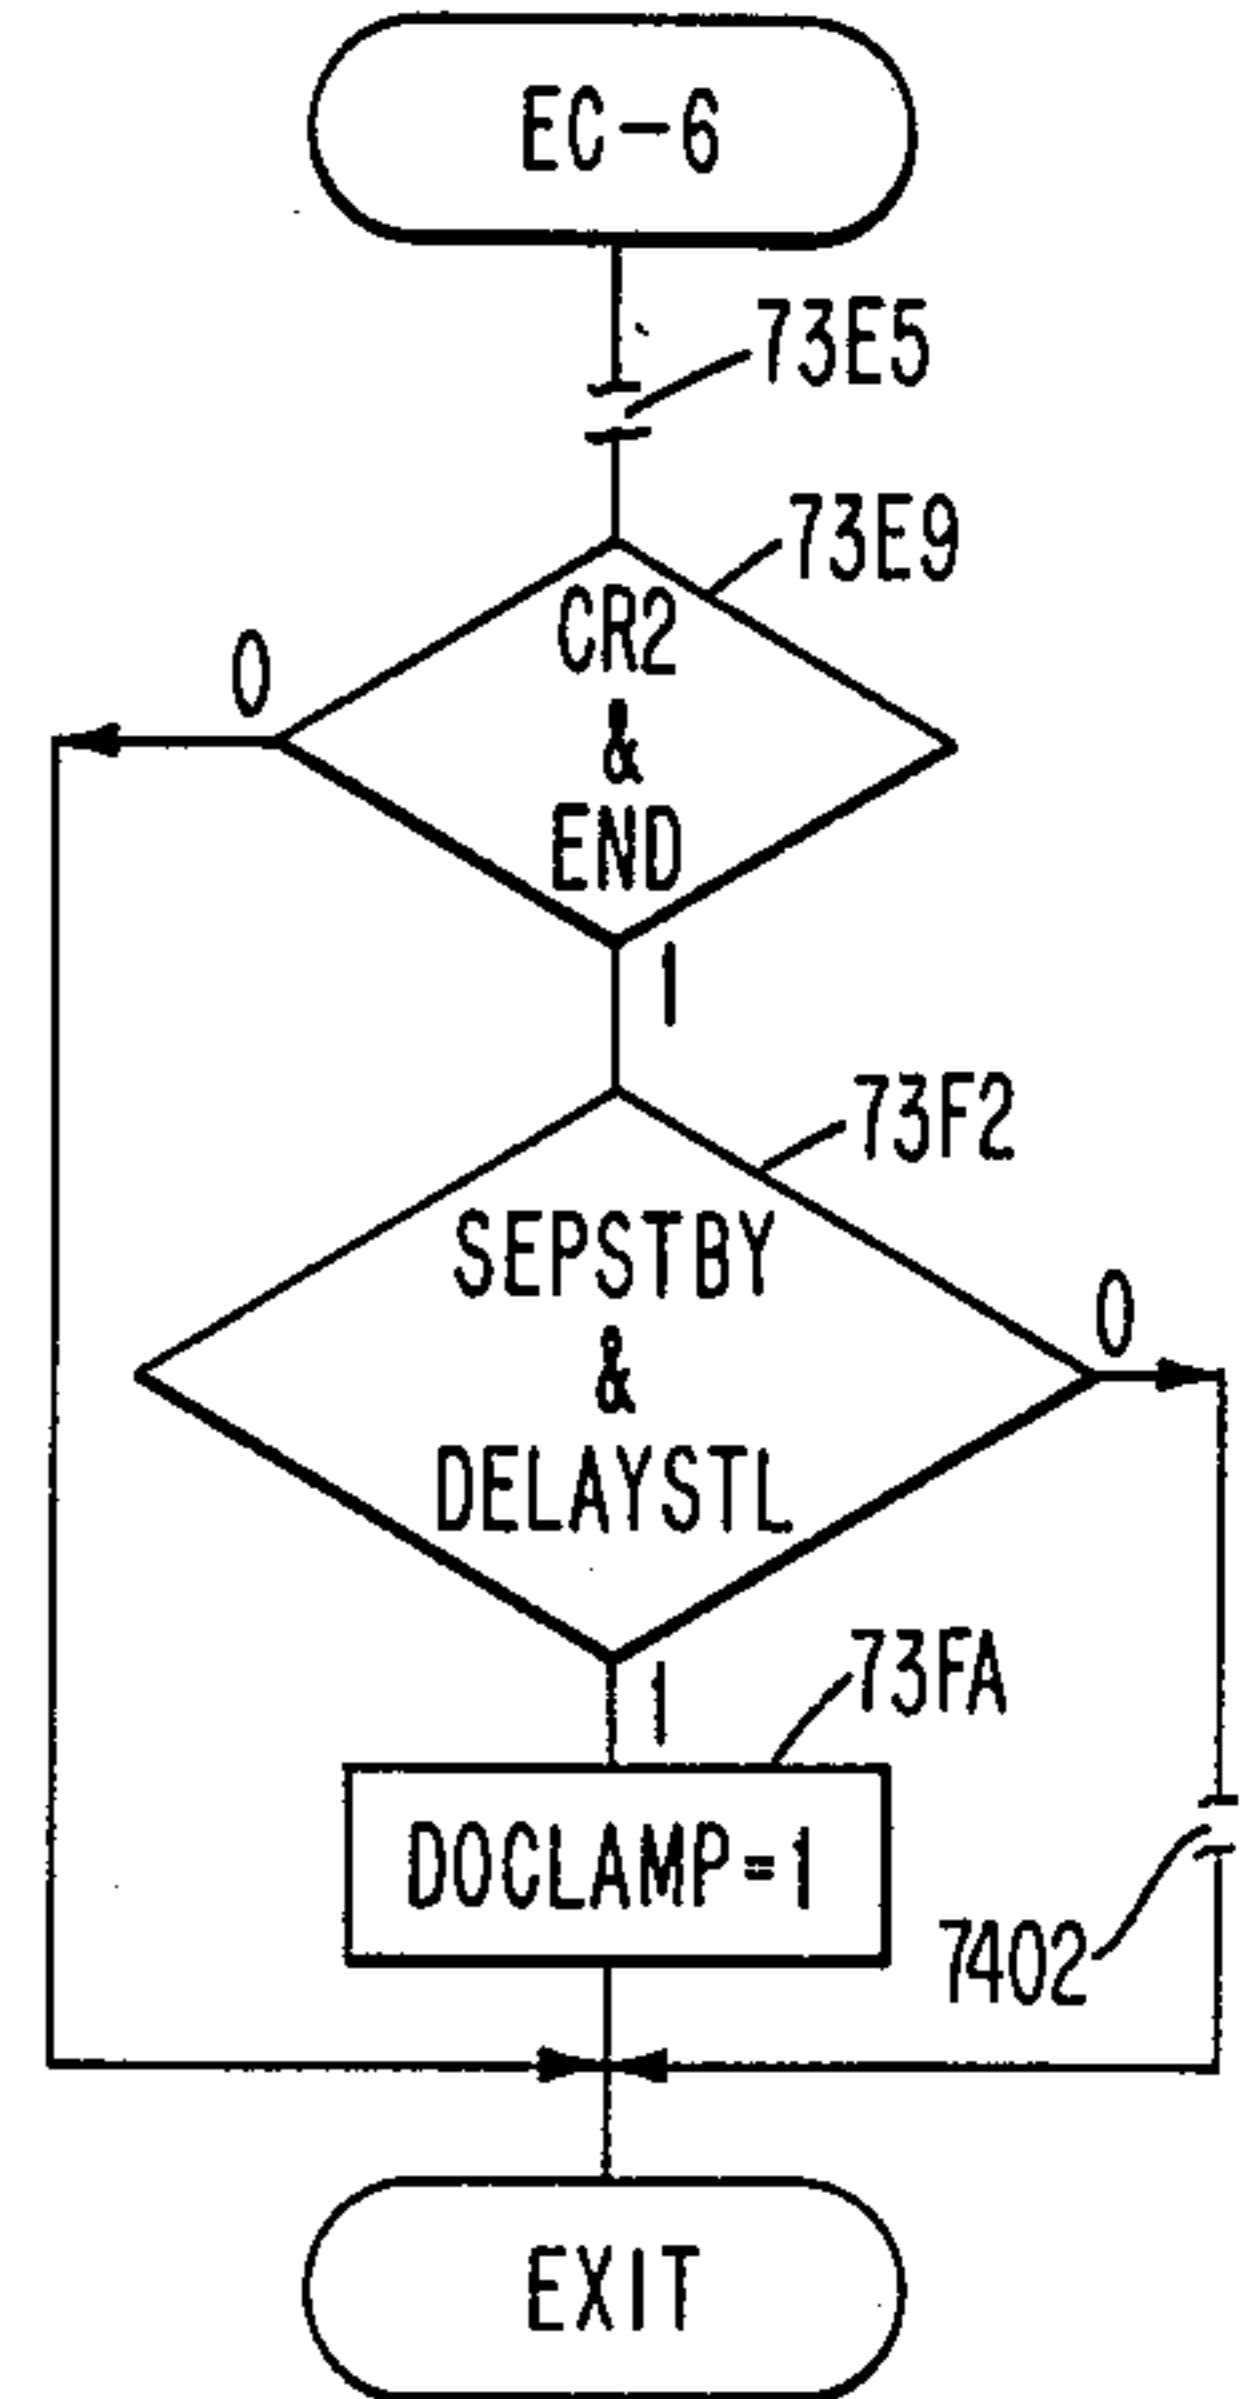 EC-6
73E5
73E9
CR2
&
END
0
1
73F2
SEPSTBY
&
DELAYSTL
0
1
73FA
DOCLAMP=1
7402
EXIT